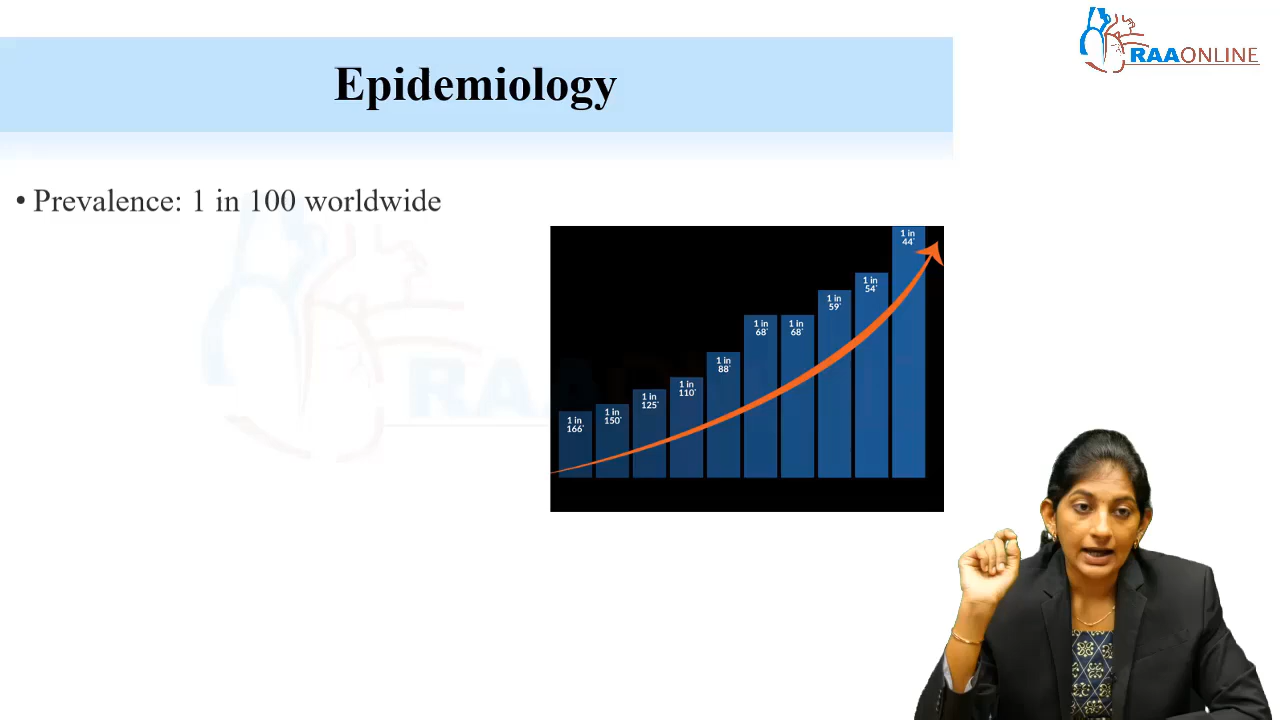 RAAONLINE
Epidemiology
• Prevalence: 1 in 100 worldwide
1 in
166*
1 in
150*
1 in
125*
1 in
110*
1 in
88*
1 in
68*
1 in
68*
1 in
59*
1 in
54*
1 in
44*
RAA